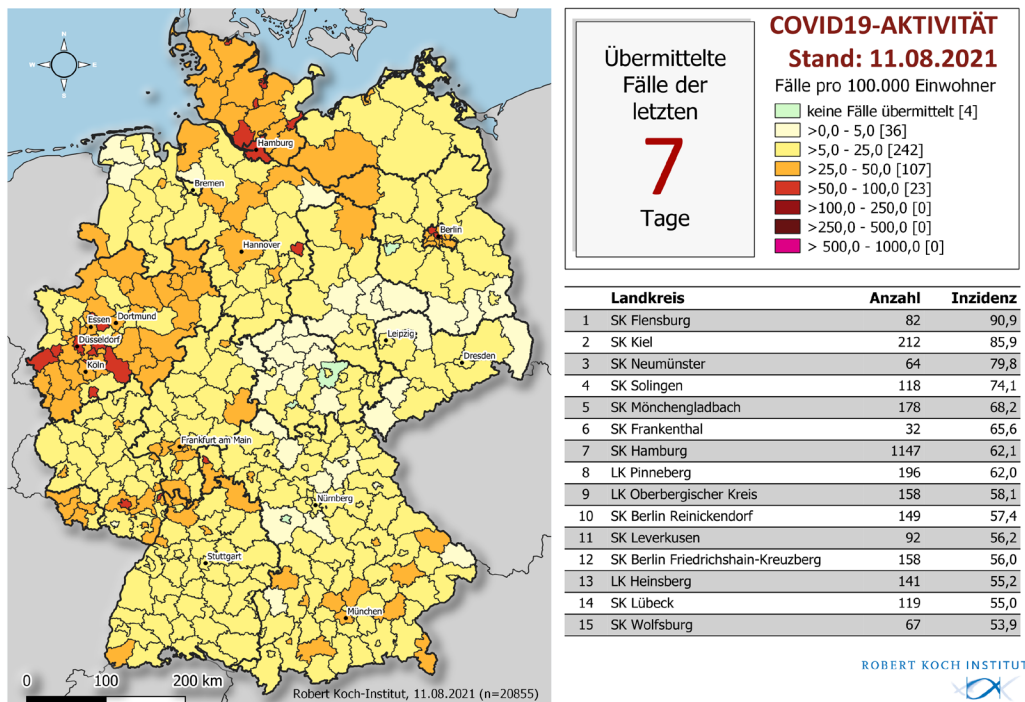 N
W
E
S
Hamburg
Bremen
Berlin
Hannover
Essen
Dortmund
Düsseldorf
Köln
Leipzig
Dresden
Frankfurt am Main
Nürnberg
Stuttgart
München
0 100 200 km
Robert Koch-Institut, 11.08.2021 (n=20855)
Übermittelte
Fälle der
letzten
7
Tage
COVID19-AKTIVITÄT
Stand: 11.08.2021
Fälle pro 100.000 Einwohner
keine Fälle übermittelt [4]
>0,0 - 5,0 [36]
>5,0 - 25,0 [242]
>25,0 - 50,0 [107]
>50,0 - 100,0 [23]
>100,0 - 250,0 [0]
>250,0 - 500,0 [0]
> 500,0 - 1000,0 [0]
Landkreis Anzahl Inzidenz
1 SK Flensburg 82 90,9
2 SK Kiel 212 85,9
3 SK Neumünster 64 79,8
4 SK Solingen 118 74,1
5 SK Mönchengladbach 178 68,2
6 SK Frankenthal 32 65,6
7 SK Hamburg 1147 62,1
8 LK Pinneberg 196 62,0
9 LK Oberbergischer Kreis 158 58,1
10 SK Berlin Reinickendorf 149 57,4
11 SK Leverkusen 92 56,2
12 SK Berlin Friedrichshain-Kreuzberg 158 56,0
13 LK Heinsberg 141 55,2
14 SK Lübeck 119 55,0
15 SK Wolfsburg 67 53,9
ROBERT KOCH INSTITUT